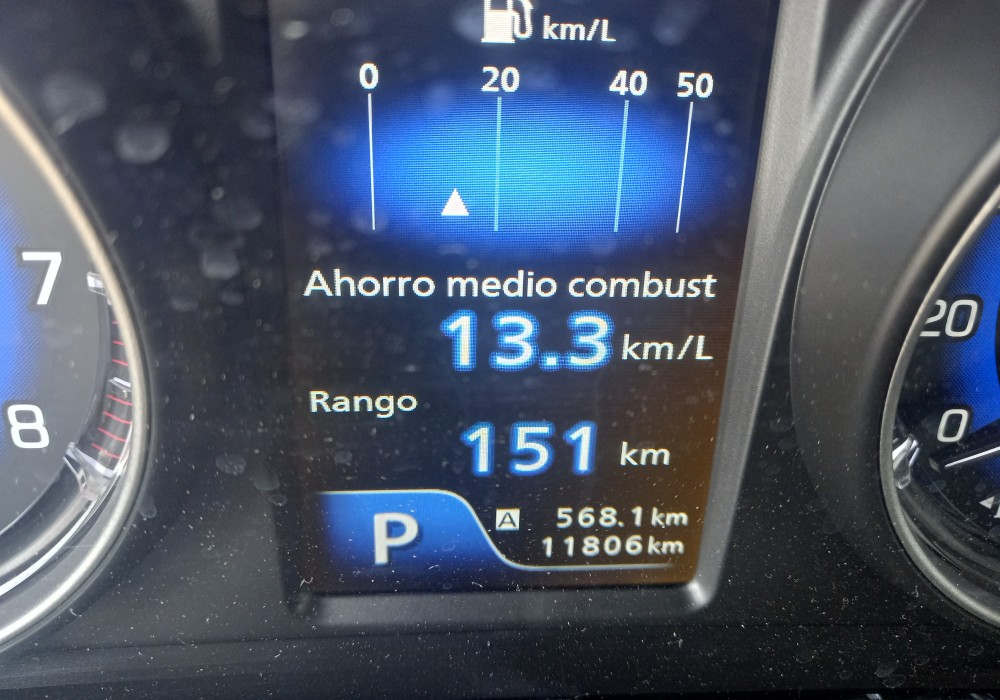 km/L
0 20 40 50
Ahorro medio combust
13.3 km/L
Rango
151 km
P
A 568.1 km
11806 km
7
8
20
0